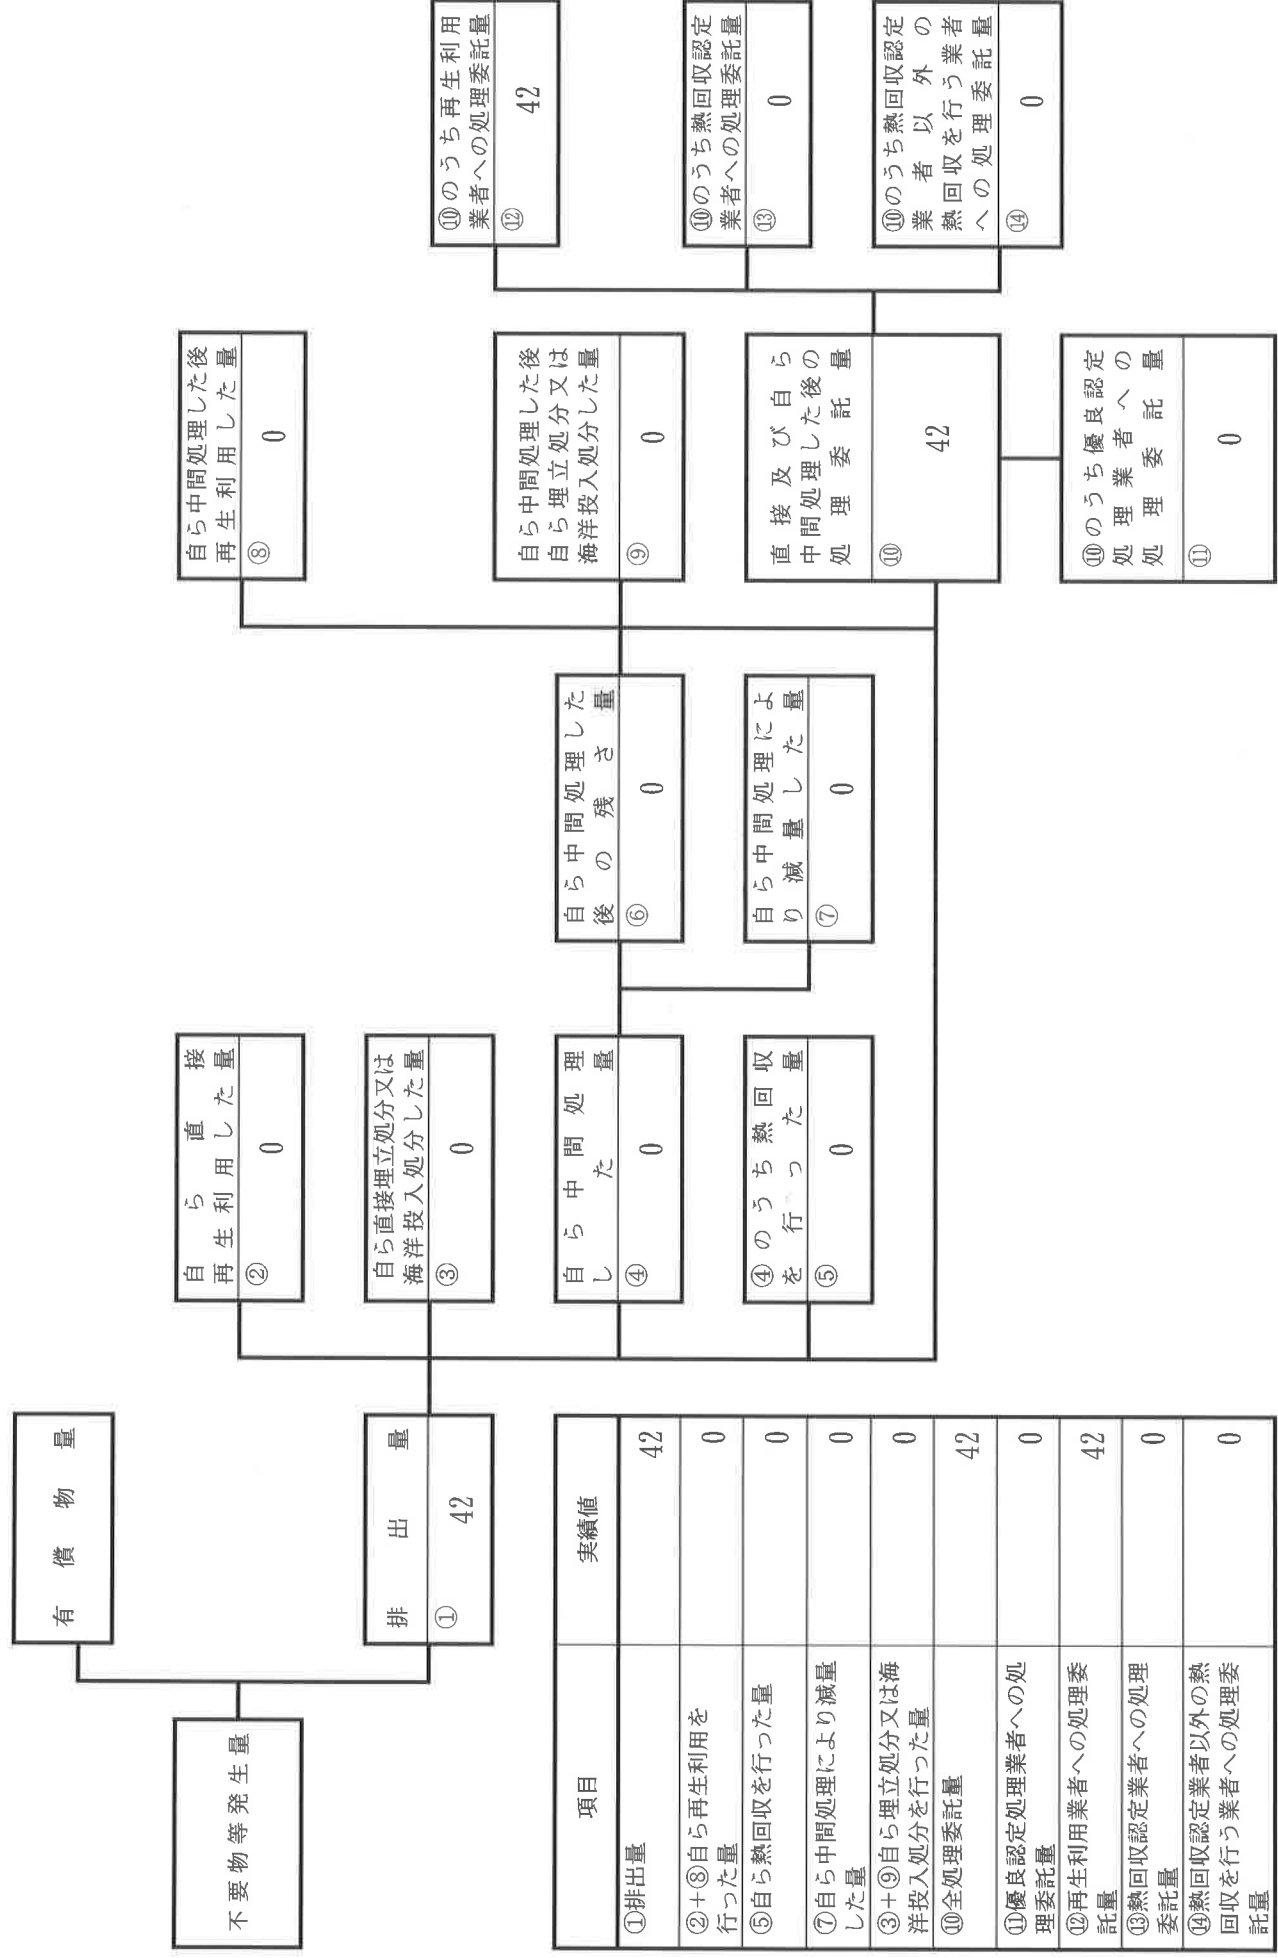 不要物等発生量
有償物量
排出量
①
42
自ら直接
再生利用した量
②
0
自ら直接埋立処分又は
海洋投入処分した量
③
0
自ら中間処理
した量
④
0
④のうち熱回収
を行った量
⑤
0
自ら中間処理した
後の残さ量
⑥
0
自ら中間処理によ
り減量した量
⑦
0
自ら中間処理した後
再生利用した量
⑧
0
自ら中間処理した後
自ら埋立処分又は
海洋投入処分した量
⑨
0
直接及び自ら
中間処理した後の
処理委託量
⑩
42
⑩のうち優良認定
処理業者への
処理委託量
⑪
0
⑩のうち再生利用
業者への処理委託量
⑫
42
⑩のうち熱回収認定
業者への処理委託量
⑬
0
⑩のうち熱回収認定
業者以外の
熱回収を行う業者
への処理委託量
⑭
0
項目 実績値
①排出量 42
②+⑧自ら再生利用を
行った量 0
⑤自ら熱回収を行った量 0
⑦自ら中間処理により減量
した量 0
③+⑨自ら埋立処分又は海
洋投入処分を行った量 0
⑩全処理委託量 42
⑪優良認定処理業者への処
理委託量 0
⑫再生利用業者への処理委
託量 42
⑬熱回収認定業者への処理
委託量 0
⑭熱回収認定業者以外の熱
回収を行う業者への処理委
託量 0